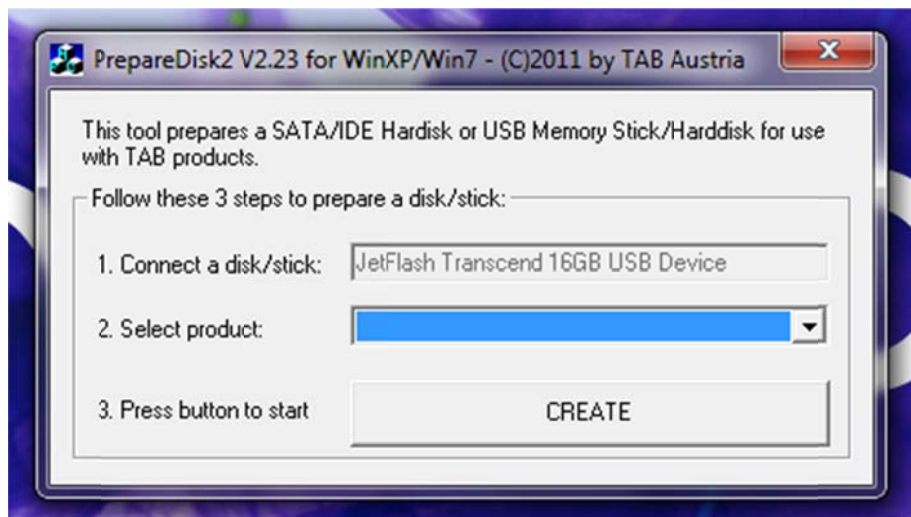 PrepareDisk2 V2.23 for WinXP/Win7 - (C)2011 by TAB Austria
This tool prepares a SATA/IDE Hardisk or USB Memory Stick/Harddisk for use
with TAB products.
Follow these 3 steps to prepare a disk/stick:
1. Connect a disk/stick: JetFlash Transcend 16GB USB Device
2. Select product:
3. Press button to start CREATE